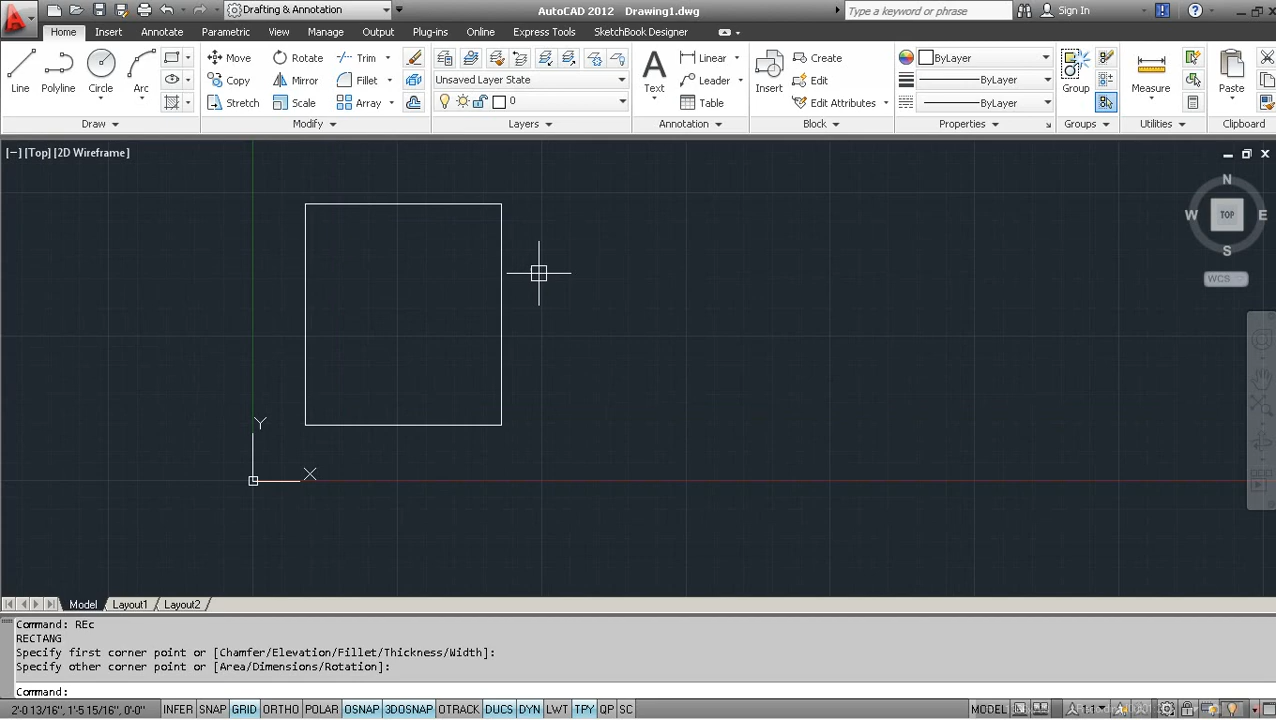 Drafting & Annotation
AutoCAD 2012 Drawing1.dwg
Type a keyword or phrase
Sign In
Home Insert Annotate Parametric View Manage Output Plug-ins Online Express Tools SketchBook Designer
Line Polyline Circle Arc
Move Rotate Trim
Copy Mirror Fillet
Stretch Scale Array
Unsaved Layer State
0
Text
Linear
Leader
Table
Insert
Create
Edit
Edit Attributes
ByLayer
ByLayer
ByLayer
Group
Measure
Paste
Draw Modify Layers Annotation Block Properties Groups Utilities Clipboard
[−] [Top] [2D Wireframe]
N
W TOP E
S
WCS
Y
X
Model Layout1 Layout2
Command: REc
RECTANG
Specify first corner point or [Chamfer/Elevation/Fillet/Thickness/Width]:
Specify other corner point or [Area/Dimensions/Rotation]:
Command:
2'-0 13/16", 1'-5 15/16", 0'-0" INFER SNAP GRID ORTHO POLAR OSNAP 3DOSNAP OTRACK DUCS DYN LWT TPY QP SC MODEL